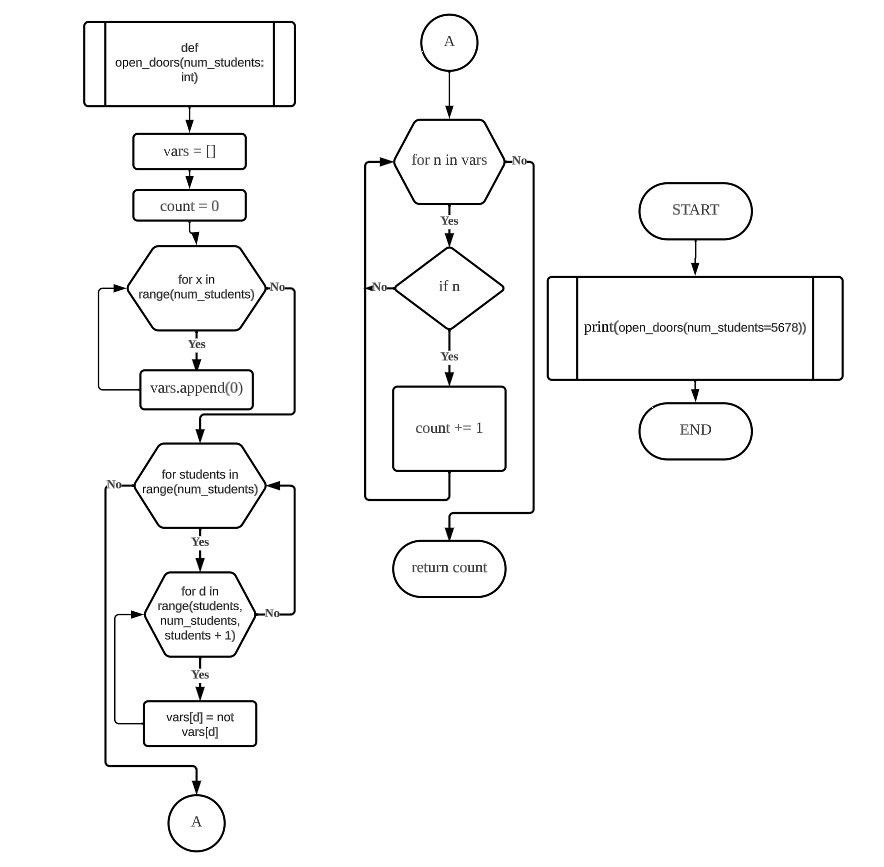 def
open_doors(num_students:
int)
vars = []
count = 0
for x in
range(num_students)
No
Yes
vars.append(0)
for students in
range(num_students)
No
Yes
for d in
range(students,
num_students,
students + 1)
No
Yes
vars[d] = not
vars[d]
A
A
for n in vars
No
Yes
if n
No
Yes
count += 1
return count
START
print(open_doors(num_students=5678))
END